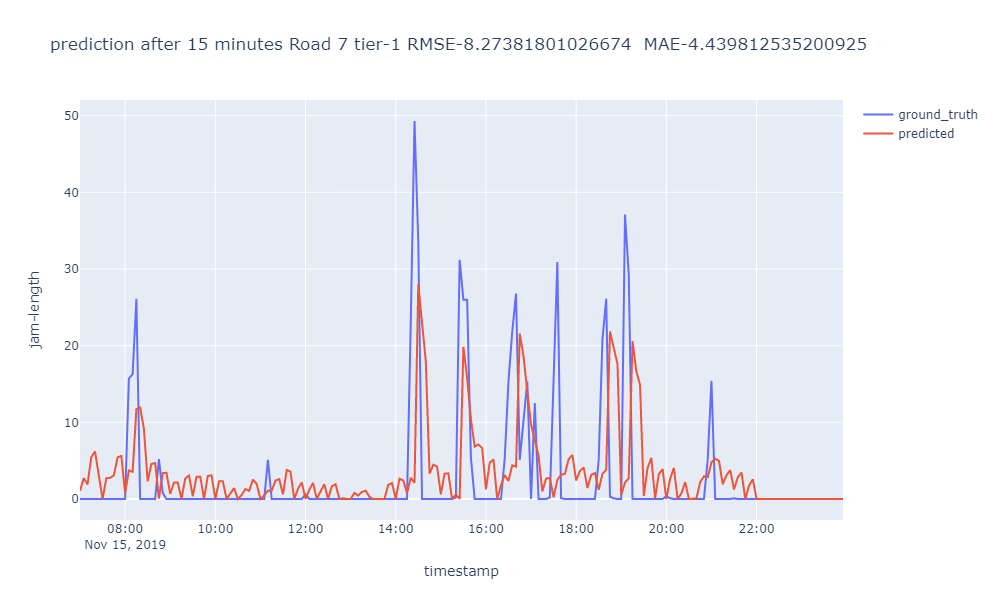 prediction after 15 minutes Road 7 tier-1 RMSE-8.27381801026674  MAE-4.439812535200925
ground_truth
predicted
50
40
30
20
10
0
jam-length
08:00 10:00 12:00 14:00 16:00 18:00 20:00 22:00
Nov 15, 2019
timestamp